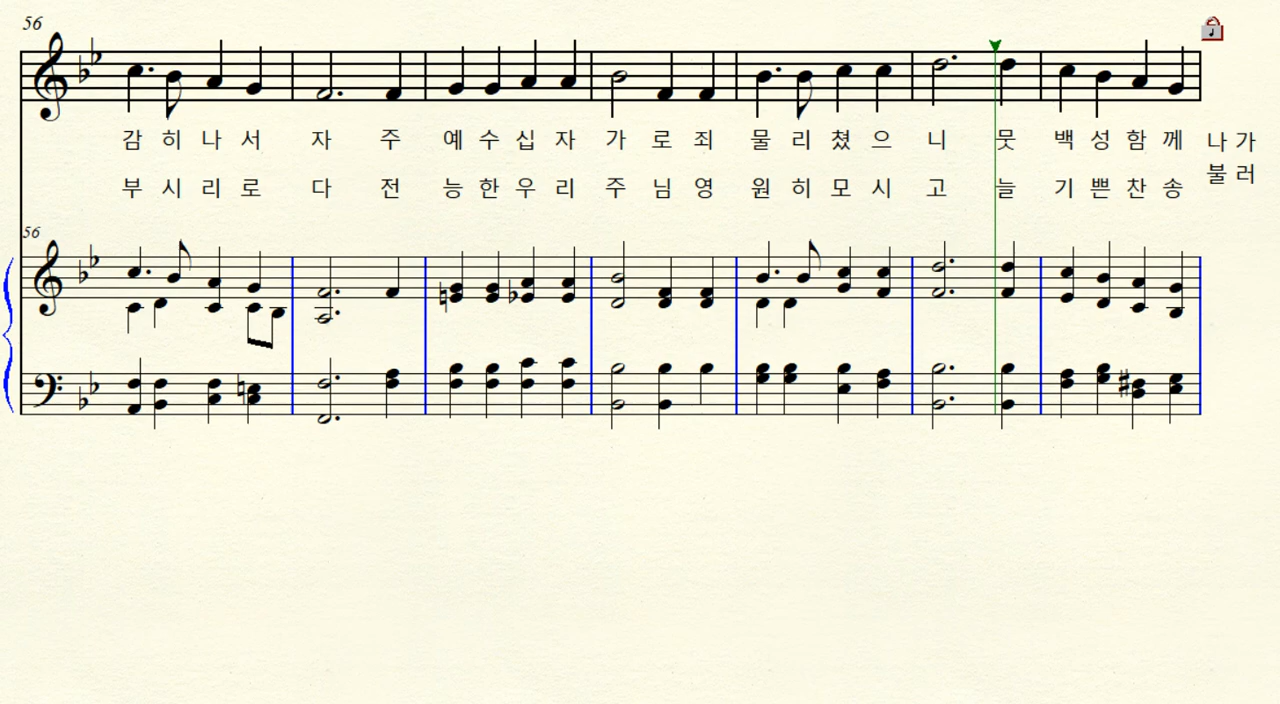 56
감 히 나 서 자 주 예 수 십 자 가 로 죄 물 리 쳤 으 니 뭇 백 성 함 께 나 가
부 시 리 로 다 전 능 한 우 리 주 님 영 원 히 모 시 고 늘 기 쁜 찬 송 불 러
56